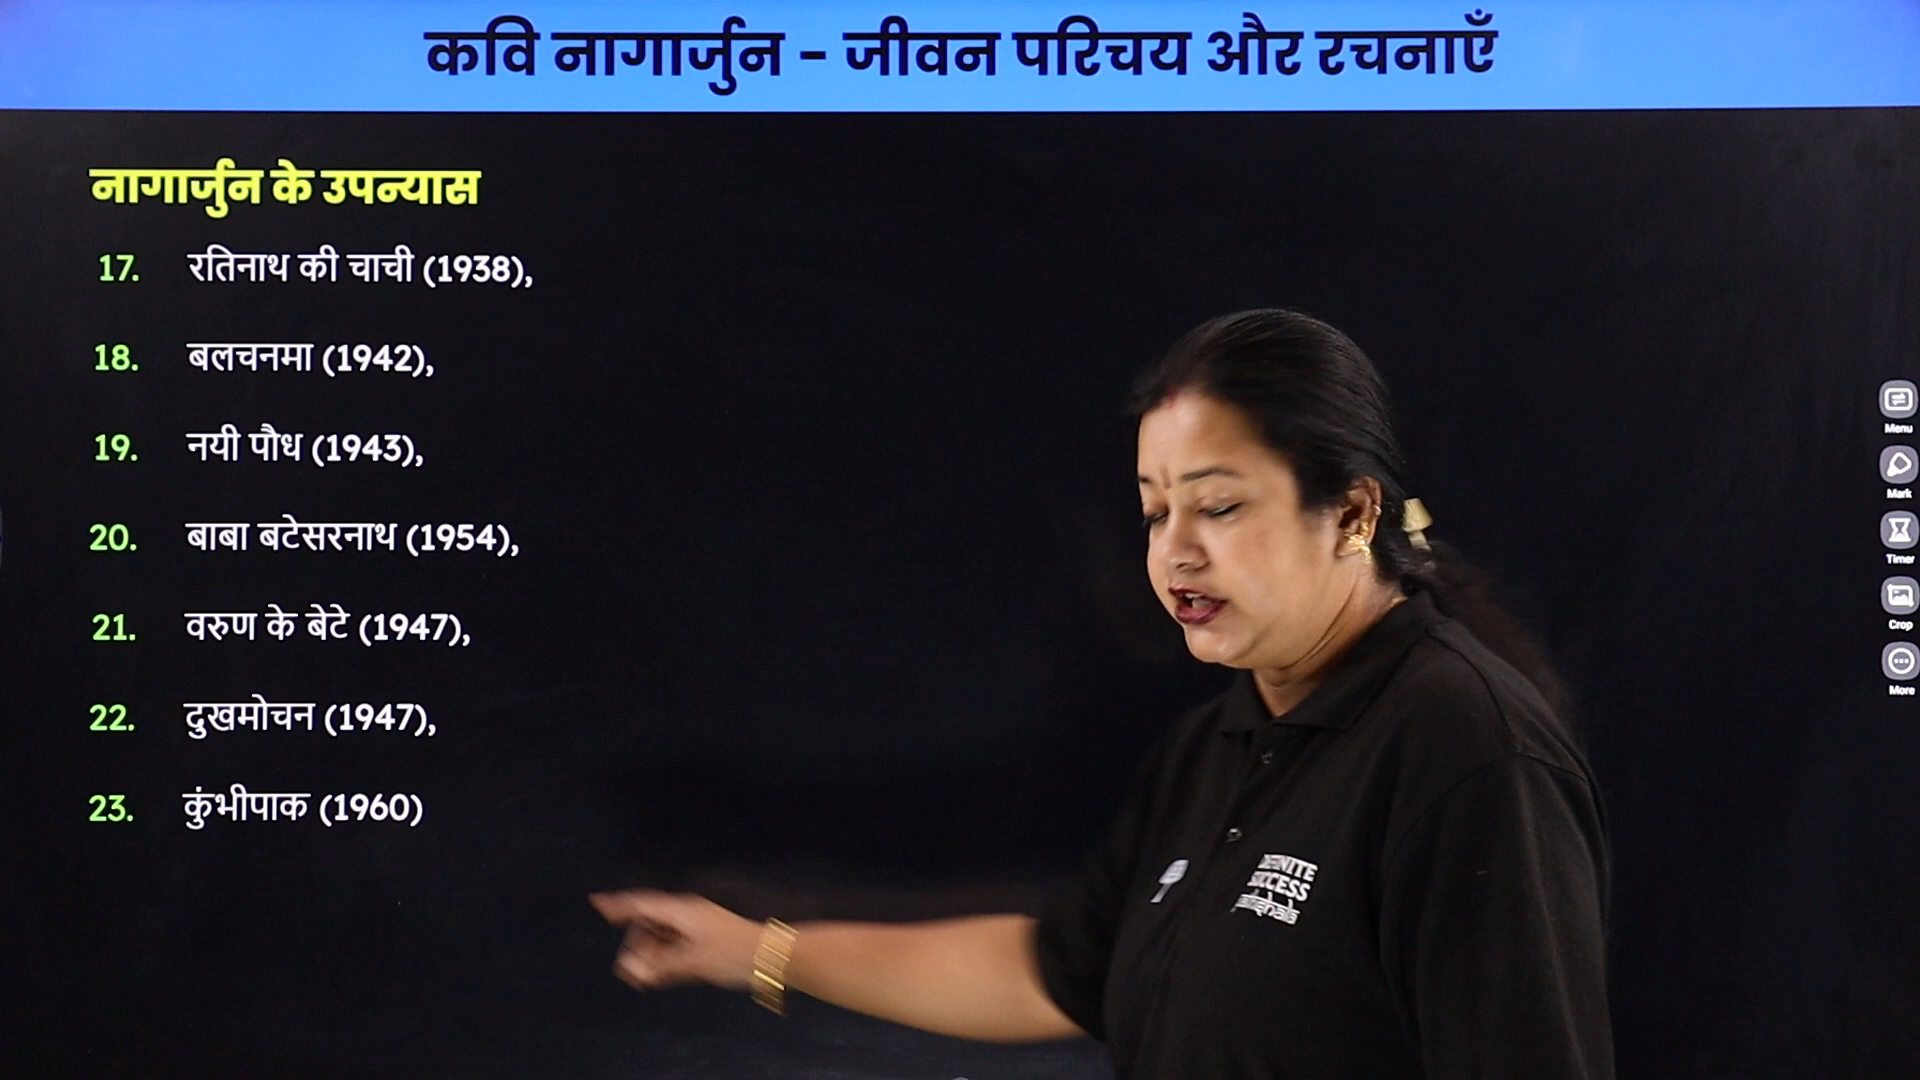 कवि नागार्जुन - जीवन परिचय और रचनाएँ
नागार्जुन के उपन्यास
17. रतिनाथ की चाची (1938),
18. बलचनमा (1942),
19. नयी पौध (1943),
20. बाबा बटेसरनाथ (1954),
21. वरुण के बेटे (1947),
22. दुखमोचन (1947),
23. कुंभीपाक (1960)
Menu
Mark
Timer
Crop
More
SUCCESS